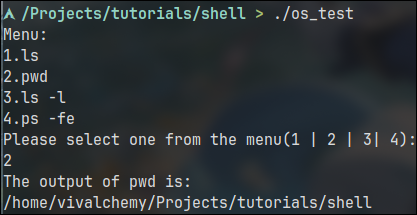 /Projects/tutorials/shell > ./os_test
Menu:
1.ls
2.pwd
3.ls -l
4.ps -fe
Please select one from the menu(1 | 2 | 3| 4):
2
The output of pwd is:
/home/vivalchemy/Projects/tutorials/shell